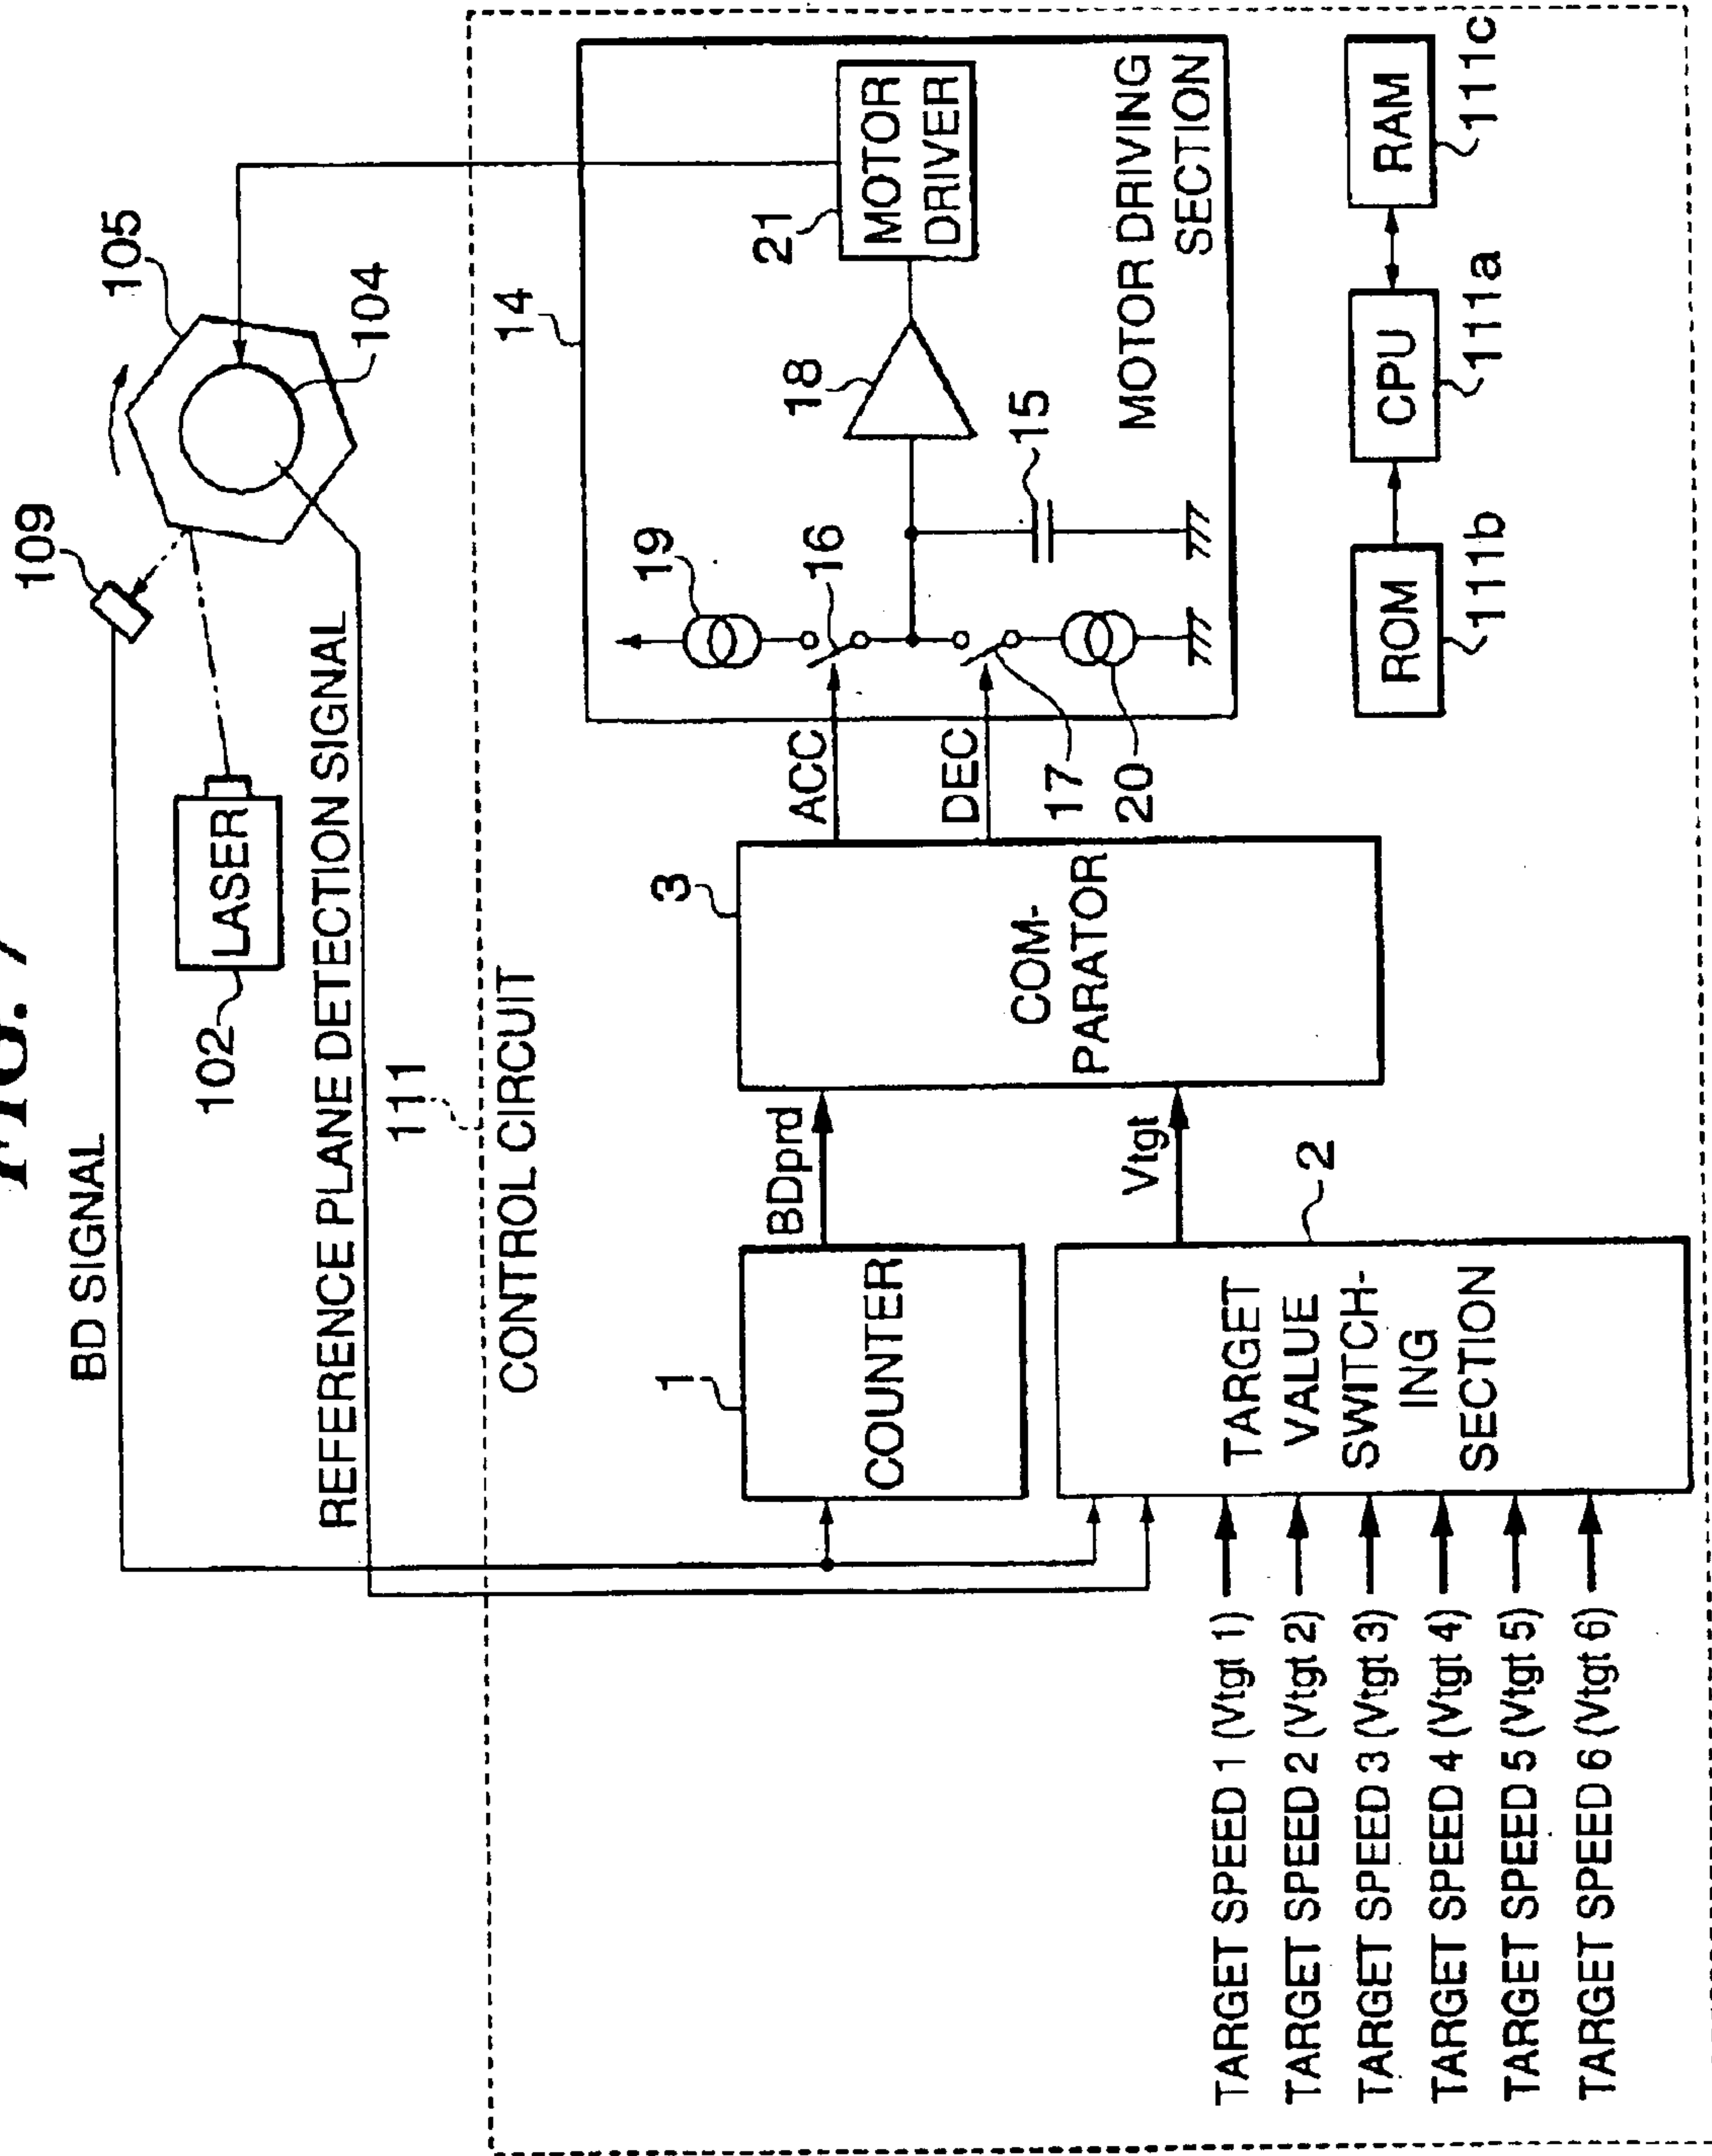 FIG. 7
BD SIGNAL
109
105
LASER
102
104
REFERENCE PLANE DETECTION SIGNAL
111
CONTROL CIRCUIT
14
1
COUNTER
BDprd
3
COM-
PARATOR
ACC
DEC
19
16
17
20
15
18
21
MOTOR
DRIVER
MOTOR DRIVING
SECTION
TARGET
VALUE
SWITCH-
ING
SECTION
Vtgt
2
TARGET SPEED 1 (Vtgt 1)
TARGET SPEED 2 (Vtgt 2)
TARGET SPEED 3 (Vtgt 3)
TARGET SPEED 4 (Vtgt 4)
TARGET SPEED 5 (Vtgt 5)
TARGET SPEED 6 (Vtgt 6)
ROM
111b
CPU
111a
RAM
111c